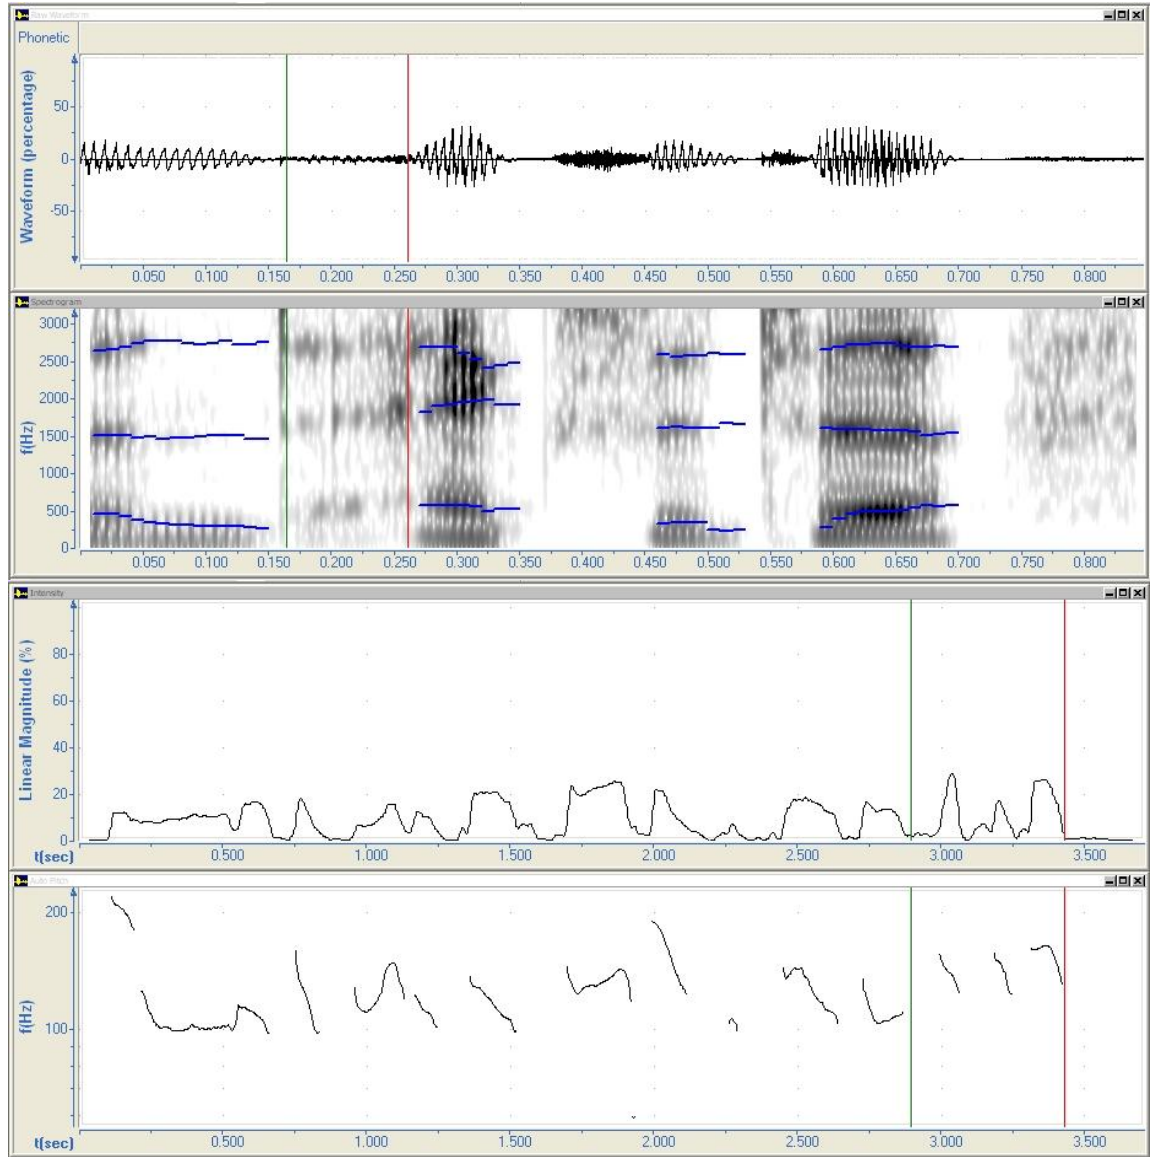 Raw Waveform
Phonetic
Waveform (percentage)
50
0
-50
0.050 0.100 0.150 0.200 0.250 0.300 0.350 0.400 0.450 0.500 0.550 0.600 0.650 0.700 0.750 0.800
Spectrogram
f(Hz)
3000
2500
2000
1500
1000
500
0
0.050 0.100 0.150 0.200 0.250 0.300 0.350 0.400 0.450 0.500 0.550 0.600 0.650 0.700 0.750 0.800
Intensity
Linear Magnitude (%)
80
60
40
20
0
t(sec) 0.500 1.000 1.500 2.000 2.500 3.000 3.500
Auto Pitch
f(Hz)
200
100
t(sec) 0.500 1.000 1.500 2.000 2.500 3.000 3.500